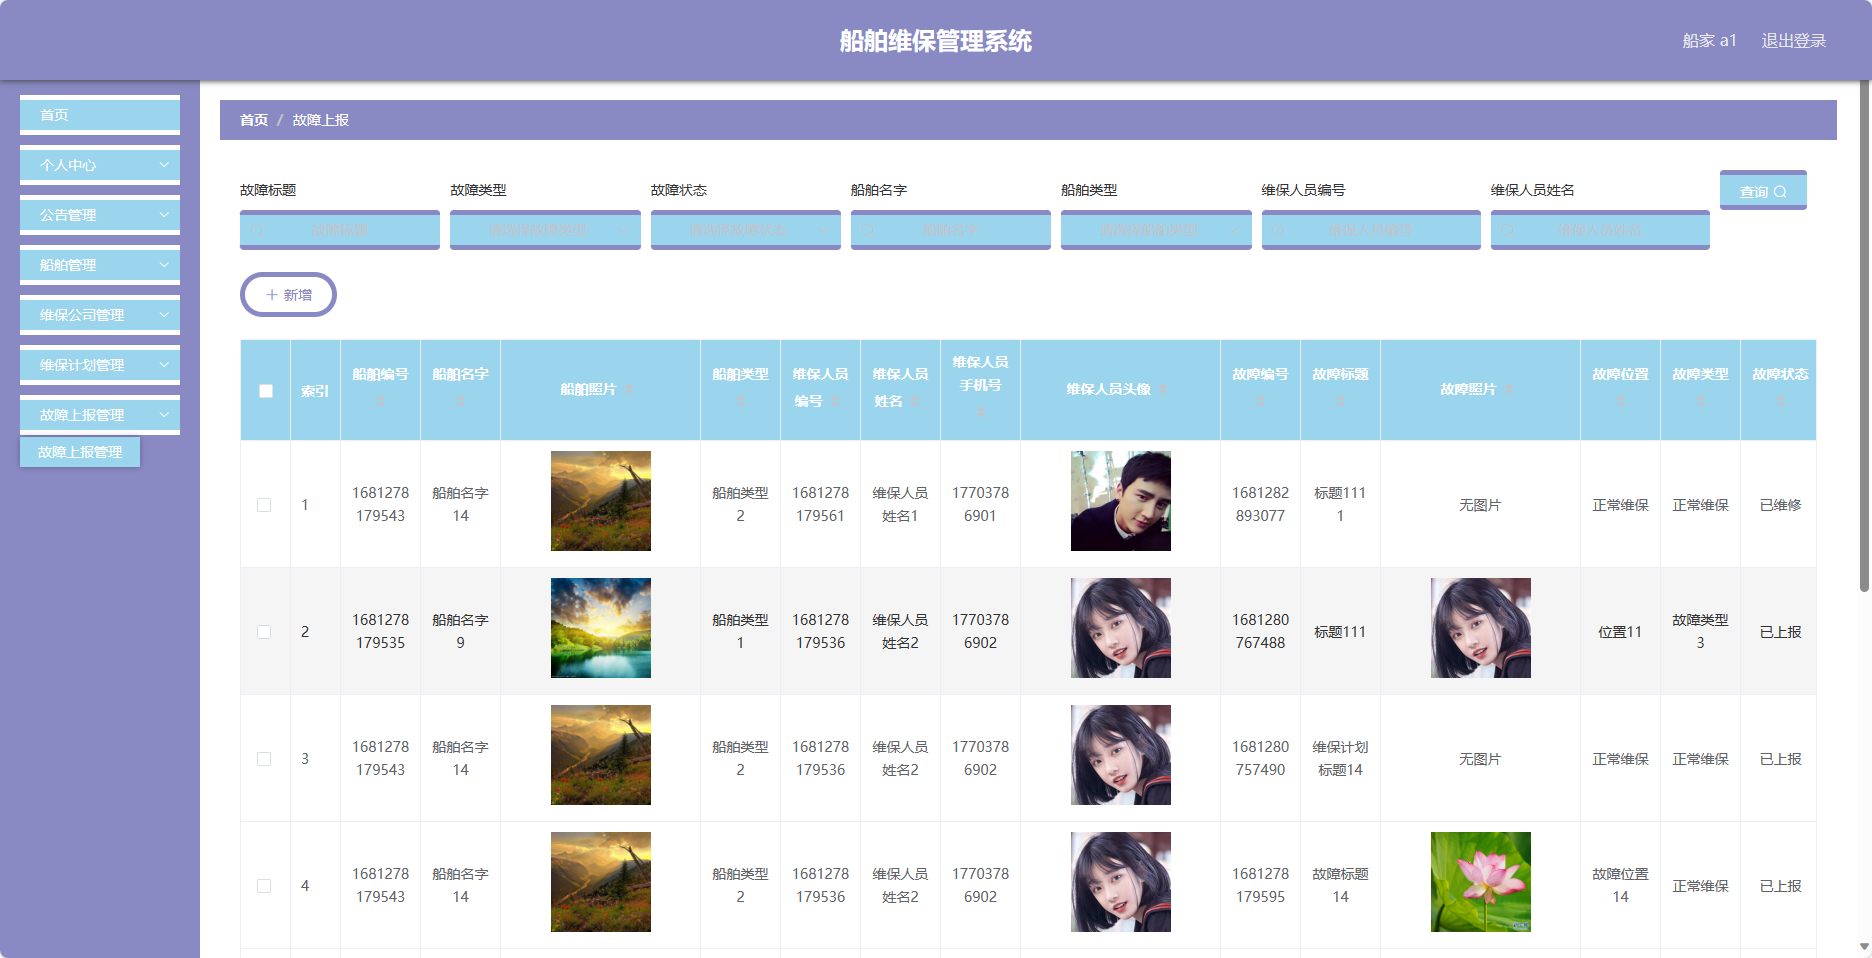 船舶维保管理系统
船家 a1 退出登录
首页
个人中心
公告管理
船舶管理
维保公司管理
维保计划管理
故障上报管理
故障上报管理
首页 / 故障上报
故障标题 故障类型 故障状态 船舶名字 船舶类型 维保人员编号 维保人员姓名
查询
+ 新增
索引 船舶编号 船舶名字 船舶照片 船舶类型 维保人员编号 维保人员姓名 维保人员手机号 维保人员头像 故障编号 故障标题 故障照片 故障位置 故障类型 故障状态
1 1681278179543 船舶名字14 船舶类型2 1681278179561 维保人员姓名1 17703786901 1681282893077 标题1111 无图片 正常维保 正常维保 已维修
2 1681278179535 船舶名字9 船舶类型1 1681278179536 维保人员姓名2 17703786902 1681280767488 标题111 位置11 故障类型3 已上报
3 1681278179543 船舶名字14 船舶类型2 1681278179536 维保人员姓名2 17703786902 1681280757490 维保计划标题14 无图片 正常维保 正常维保 已上报
4 1681278179543 船舶名字14 船舶类型2 1681278179536 维保人员姓名2 17703786902 1681278179595 故障标题14 故障位置14 正常维保 已上报